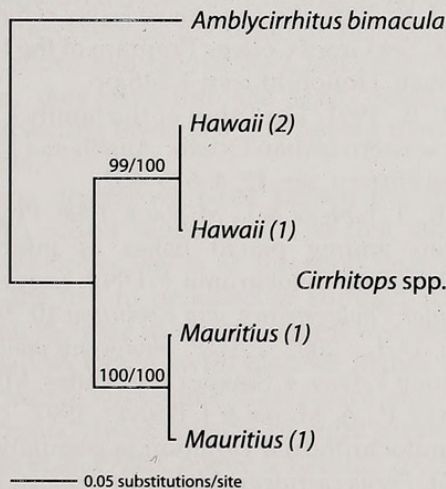 Amblycirrhitus bimacula
Hawaii (2)
99/100
Hawaii (1)
Cirrhitops spp.
Mauritius (1)
100/100
Mauritius (1)
0.05 substitutions/site